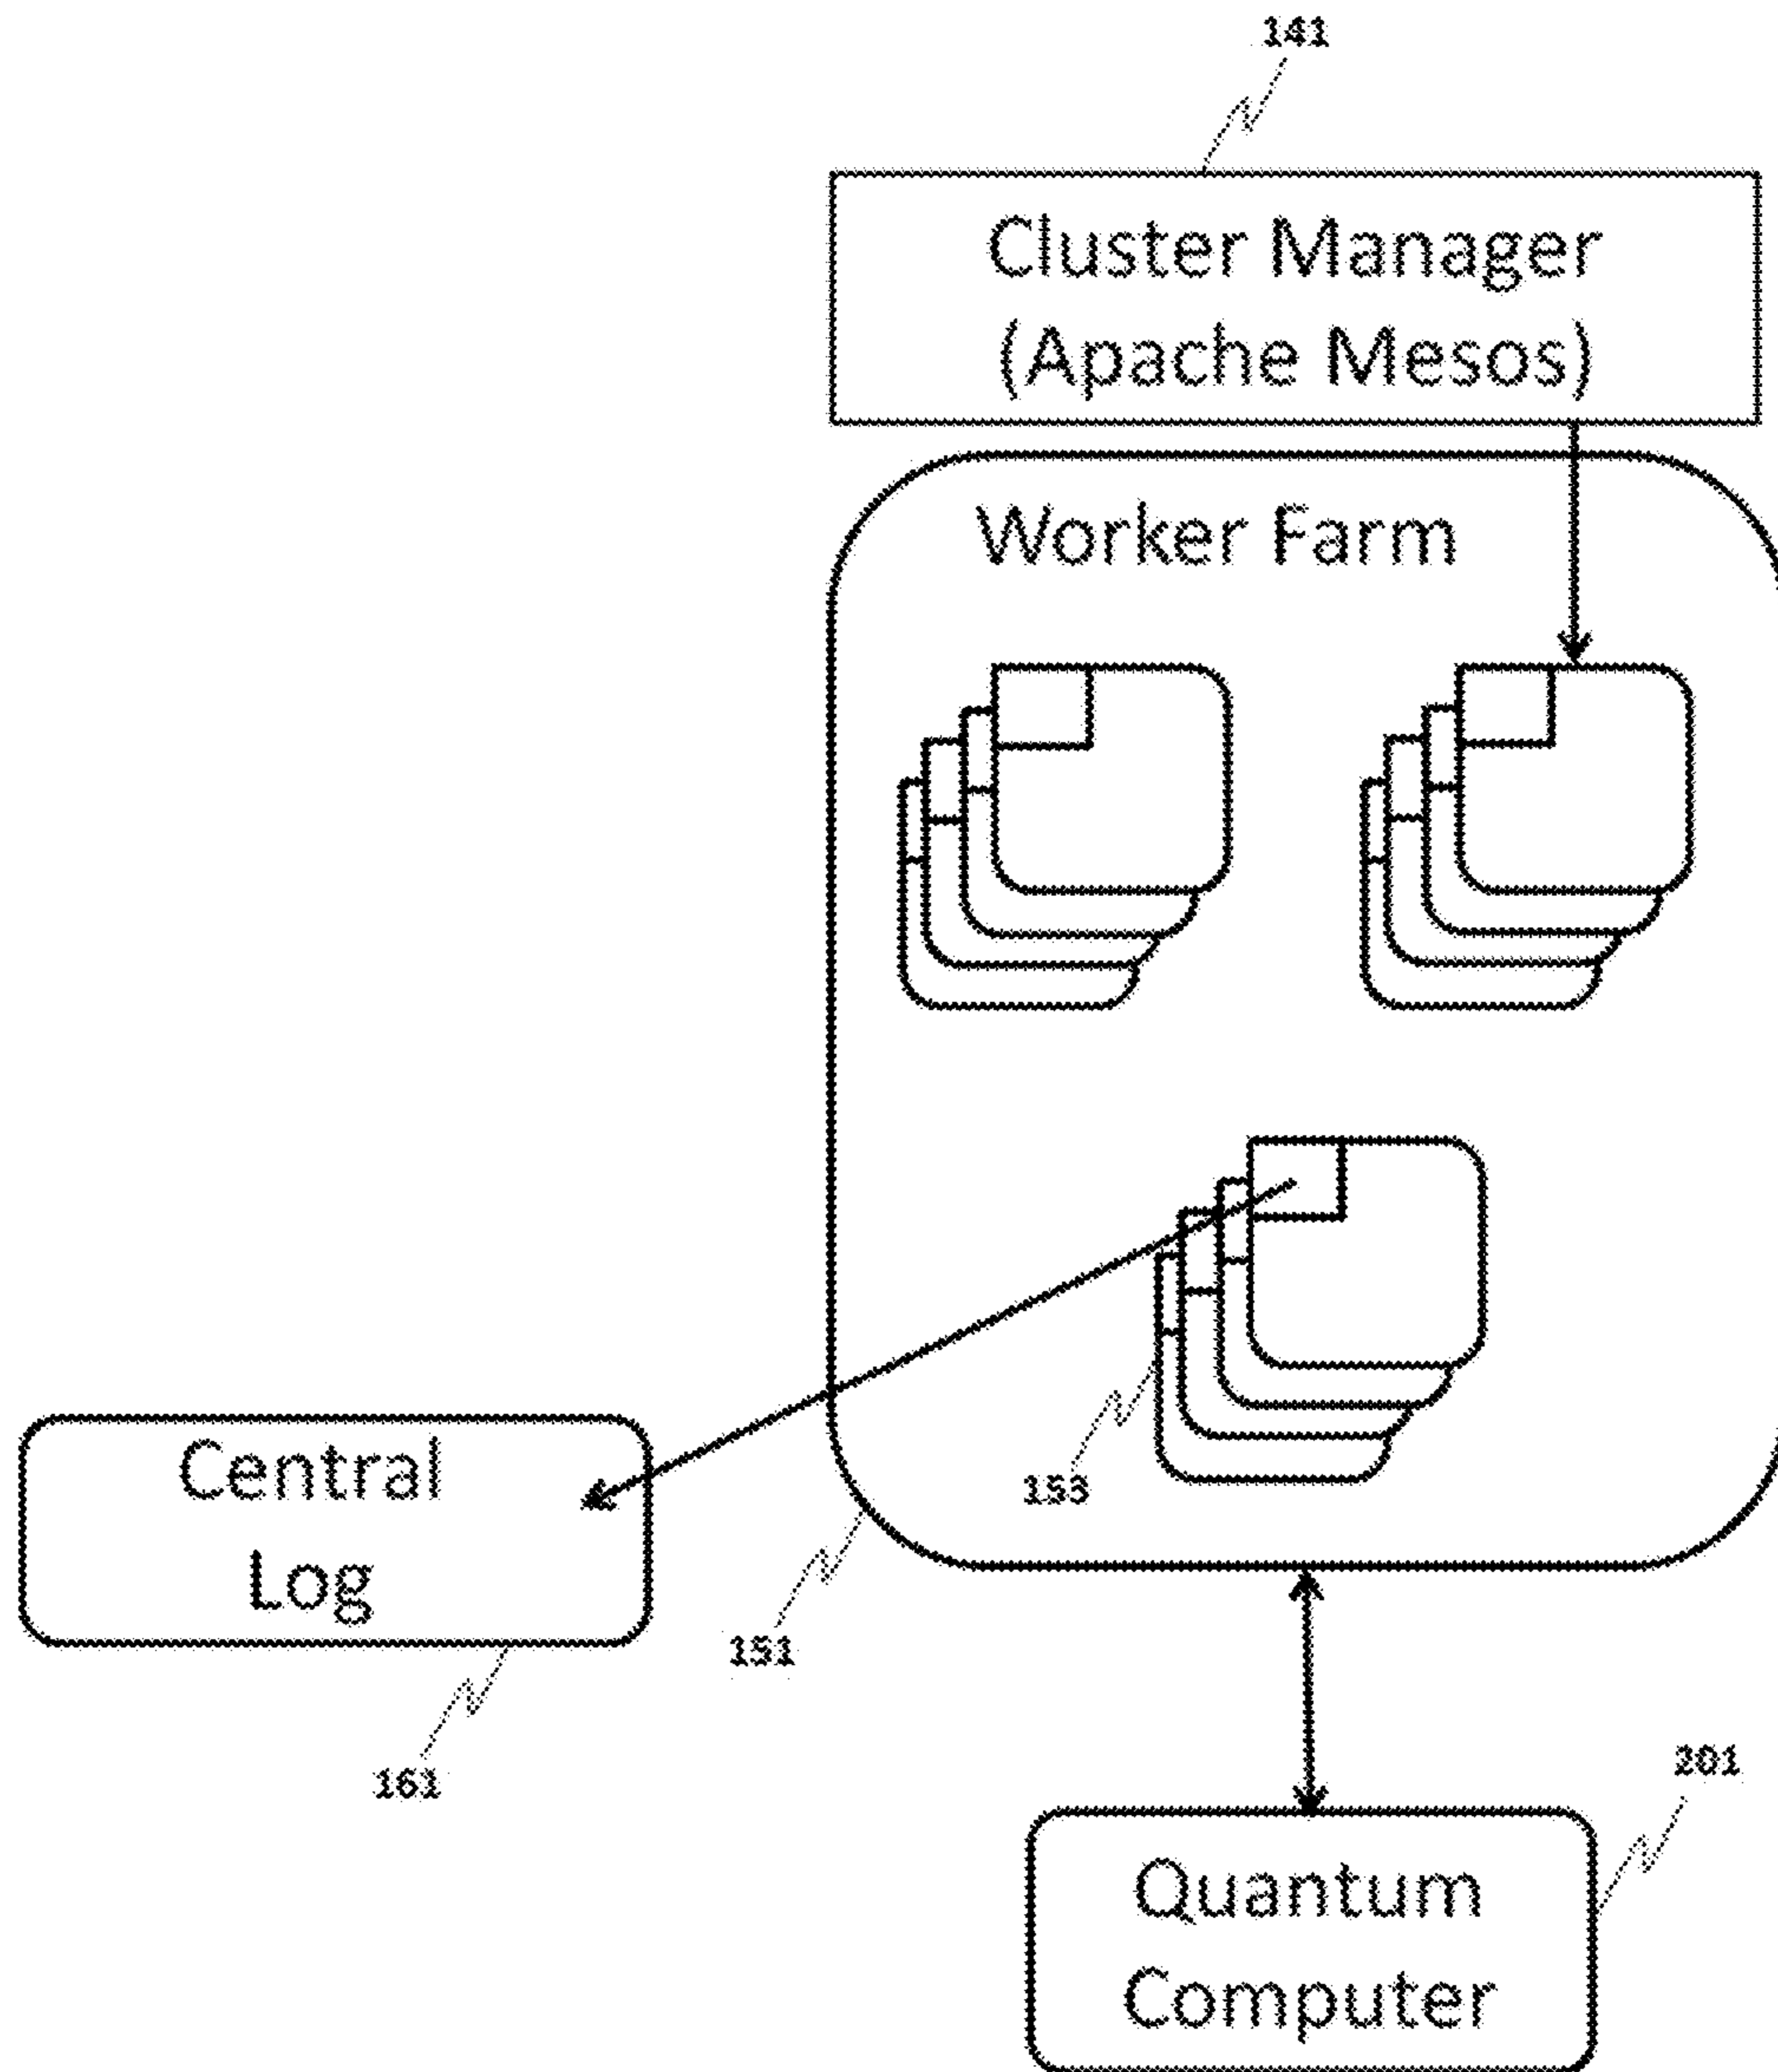 141
Cluster Manager
(Apache Mesos)
Worker Farm
153
Central
Log
151
161
201
Quantum
Computer